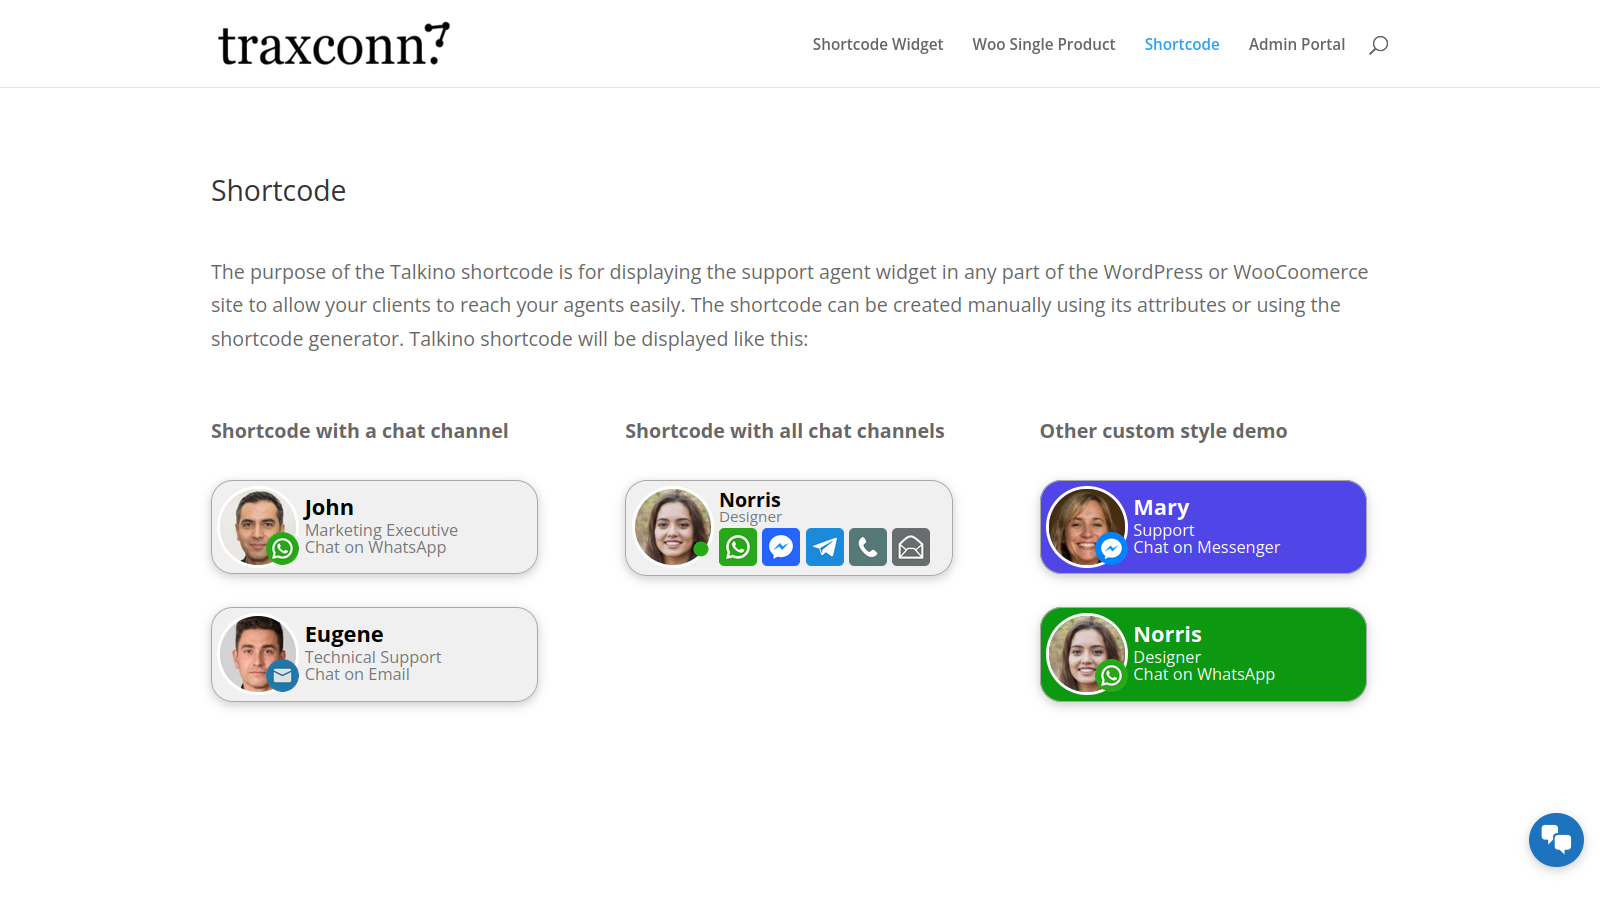 traxconn
Shortcode Widget
Woo Single Product
Shortcode
Admin Portal
Shortcode
The purpose of the Talkino shortcode is for displaying the support agent widget in any part of the WordPress or WooCoomerce
site to allow your clients to reach your agents easily. The shortcode can be created manually using its attributes or using the
shortcode generator. Talkino shortcode will be displayed like this:
Shortcode with a chat channel
John
Marketing Executive
Chat on WhatsApp
Eugene
Technical Support
Chat on Email
Shortcode with all chat channels
Norris
Designer
Other custom style demo
Mary
Support
Chat on Messenger
Norris
Designer
Chat on WhatsApp